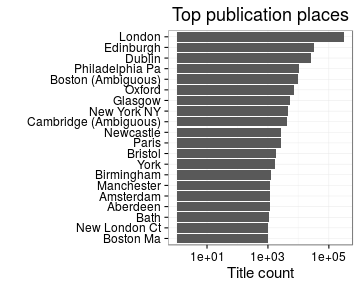 Top publication places
London
Edinburgh
Dublin
Philadelphia Pa
Boston (Ambiguous)
Oxford
Glasgow
New York NY
Cambridge (Ambiguous)
Newcastle
Paris
Bristol
York
Birmingham
Manchester
Amsterdam
Aberdeen
Bath
New London Ct
Boston Ma
1e+01 1e+03 1e+05
Title count